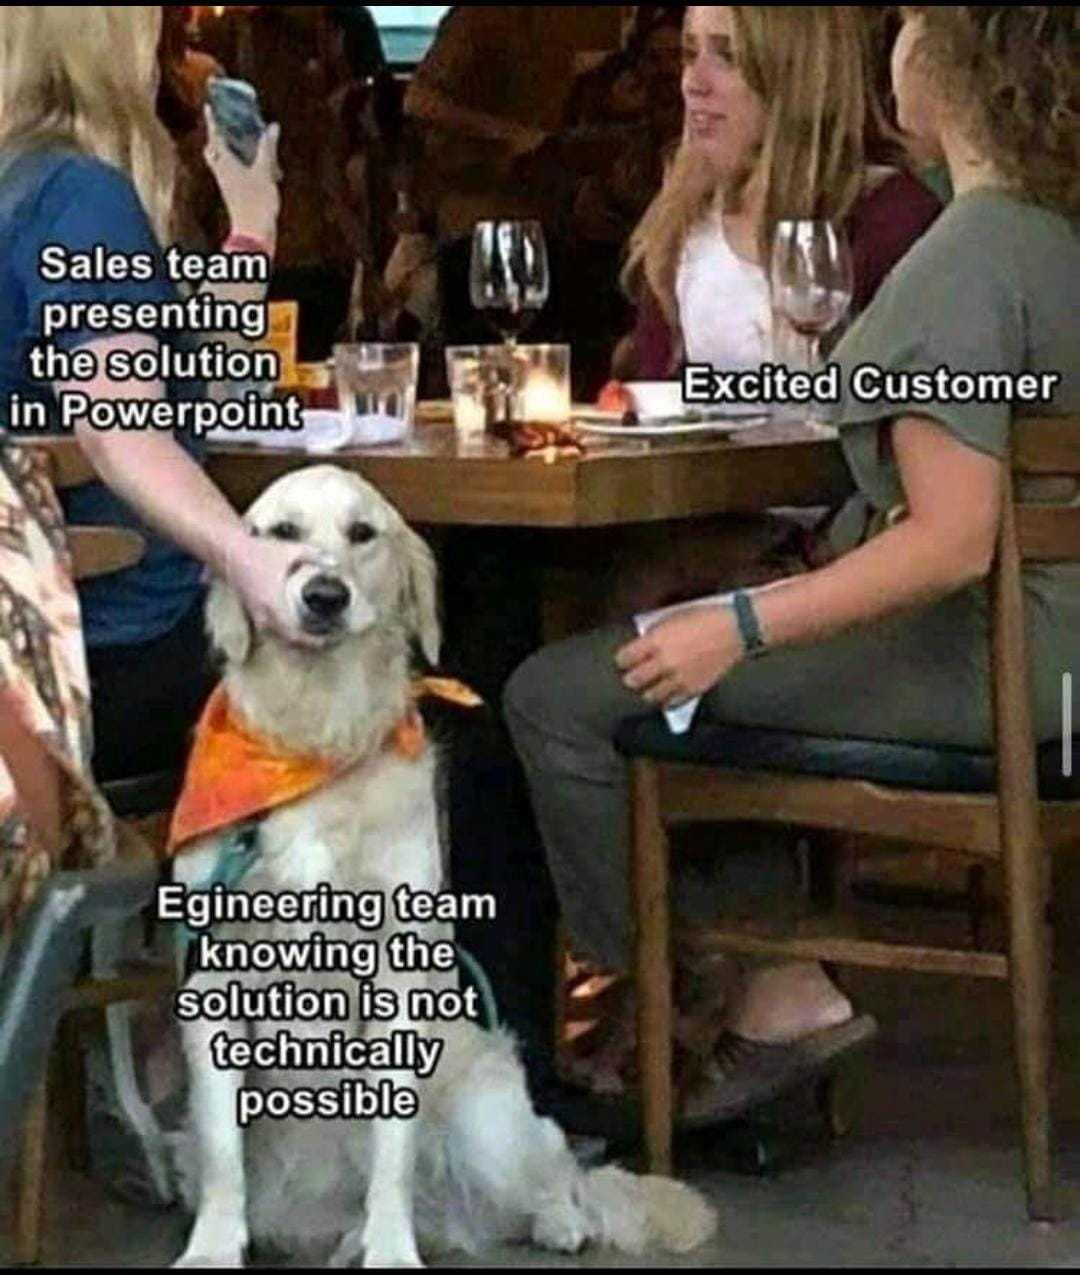 Sales team
presenting
the solution
in Powerpoint
Excited Customer
Egineering team
knowing the
solution is not
technically
possible